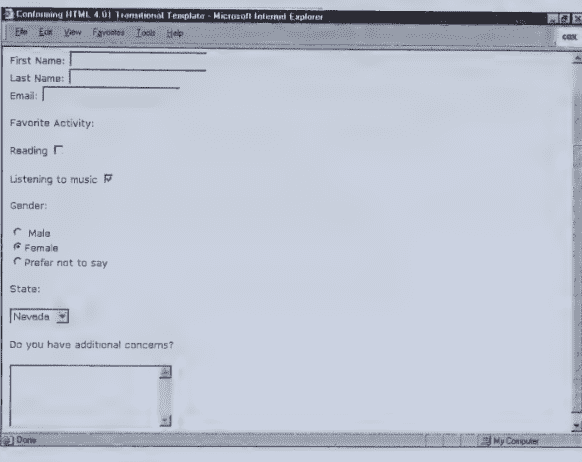 Conforming HTML 4.01 Transitional Template - Microsoft Internet Explorer
File Edit View Favorites Tools Help
cox.
First Name:
Last Name:
Email:
Favorite Activity:
Reading
Listening to music
Gender:
Male
Female
Prefer not to say
State:
Nevada
Do you have additional concerns?
Done
My Computer